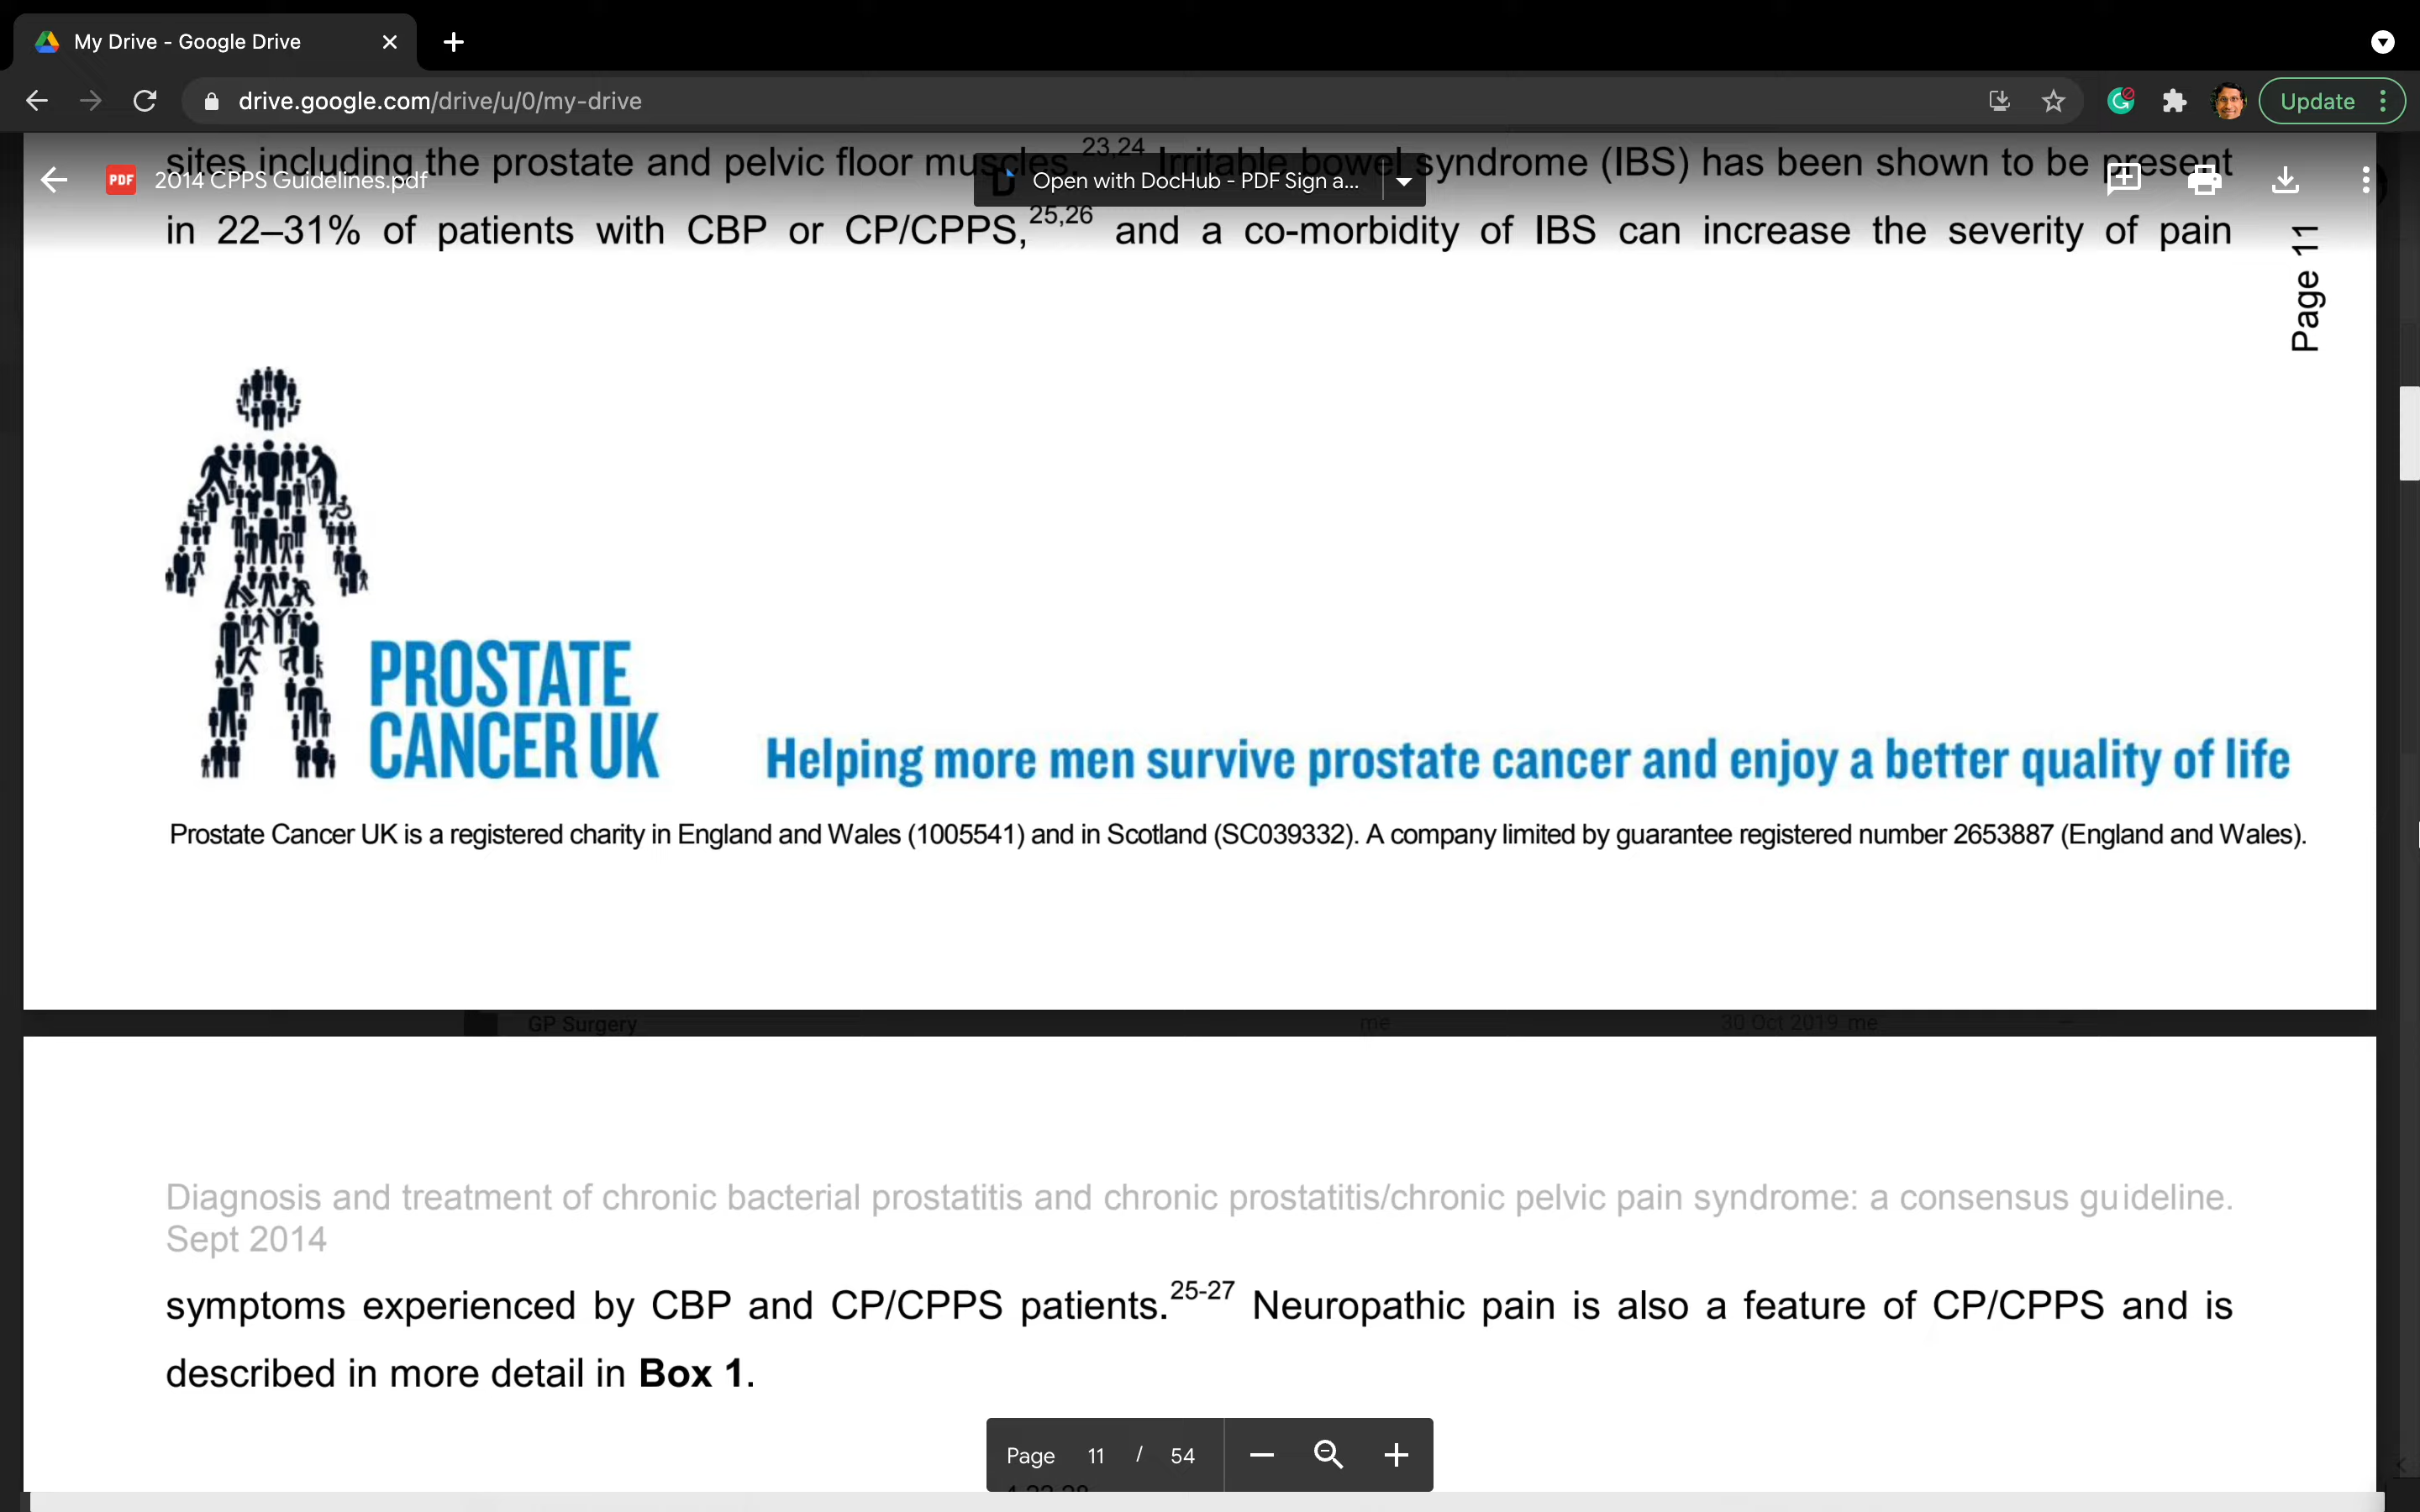 My Drive - Google Drive
drive.google.com/drive/u/0/my-drive
Update
sites including the prostate and pelvic floor muscles.23,24 Irritable bowel syndrome (IBS) has been shown to be present
PDF 2014 CPPS Guidelines.pdf
Open with DocHub - PDF Sign a...
in 22–31% of patients with CBP or CP/CPPS,25,26 and a co-morbidity of IBS can increase the severity of pain
Page 11
PROSTATE
CANCER UK
Helping more men survive prostate cancer and enjoy a better quality of life
Prostate Cancer UK is a registered charity in England and Wales (1005541) and in Scotland (SC039332). A company limited by guarantee registered number 2653887 (England and Wales).
GP Surgery me 30 Oct 2019 me
Diagnosis and treatment of chronic bacterial prostatitis and chronic prostatitis/chronic pelvic pain syndrome: a consensus guideline.
Sept 2014
symptoms experienced by CBP and CP/CPPS patients.25-27 Neuropathic pain is also a feature of CP/CPPS and is
described in more detail in Box 1.
Page 11 / 54